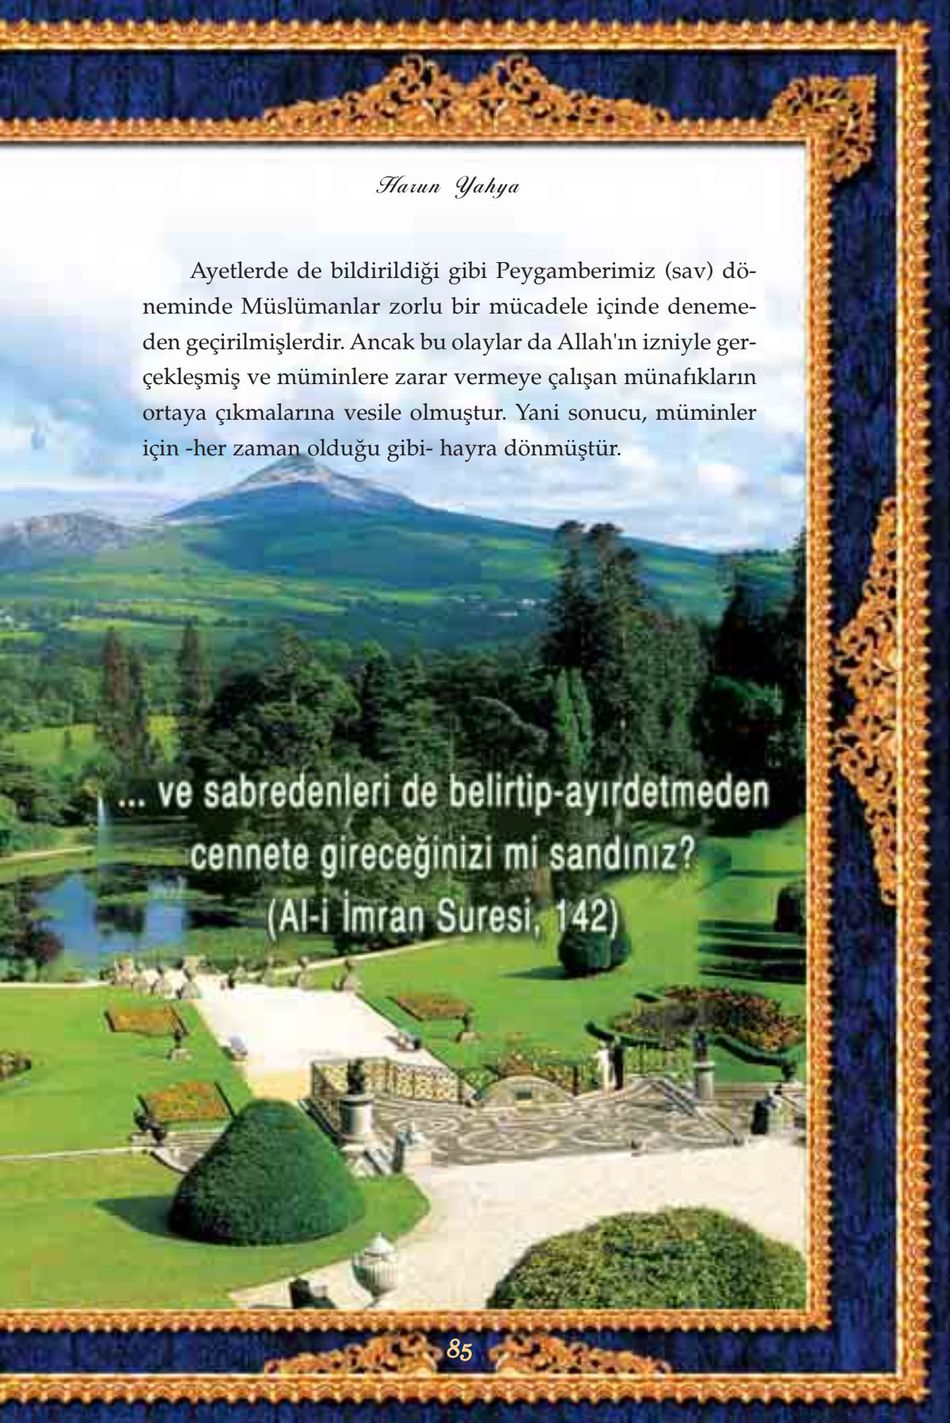 Harun Yahya
Ayetlerde de bildirildiği gibi Peygamberimiz (sav) dö-
neminde Müslümanlar zorlu bir mücadele içinde deneme-
den geçirilmişlerdir. Ancak bu olaylar da Allah'ın izniyle ger-
çekleşmiş ve müminlere zarar vermeye çalışan münafıkların
ortaya çıkmalarına vesile olmuştur. Yani sonucu, müminler
için -her zaman olduğu gibi- hayra dönmüştür.
... ve sabredenleri de belirtip-ayırdetmeden
cennete gireceğinizi mi sandınız?
(Al-i İmran Suresi, 142)
85